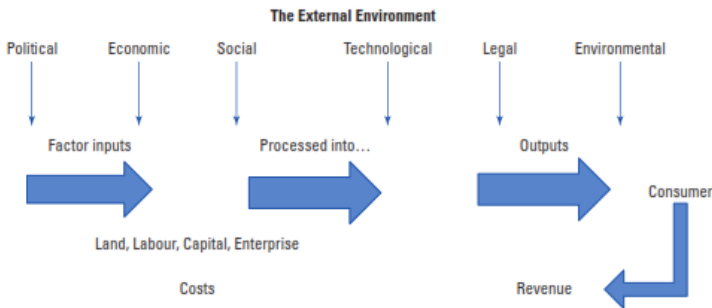 The External Environment
Political Economic Social Technological Legal Environmental
Factor inputs Processed into... Outputs
Consumer
Land, Labour, Capital, Enterprise
Costs Revenue